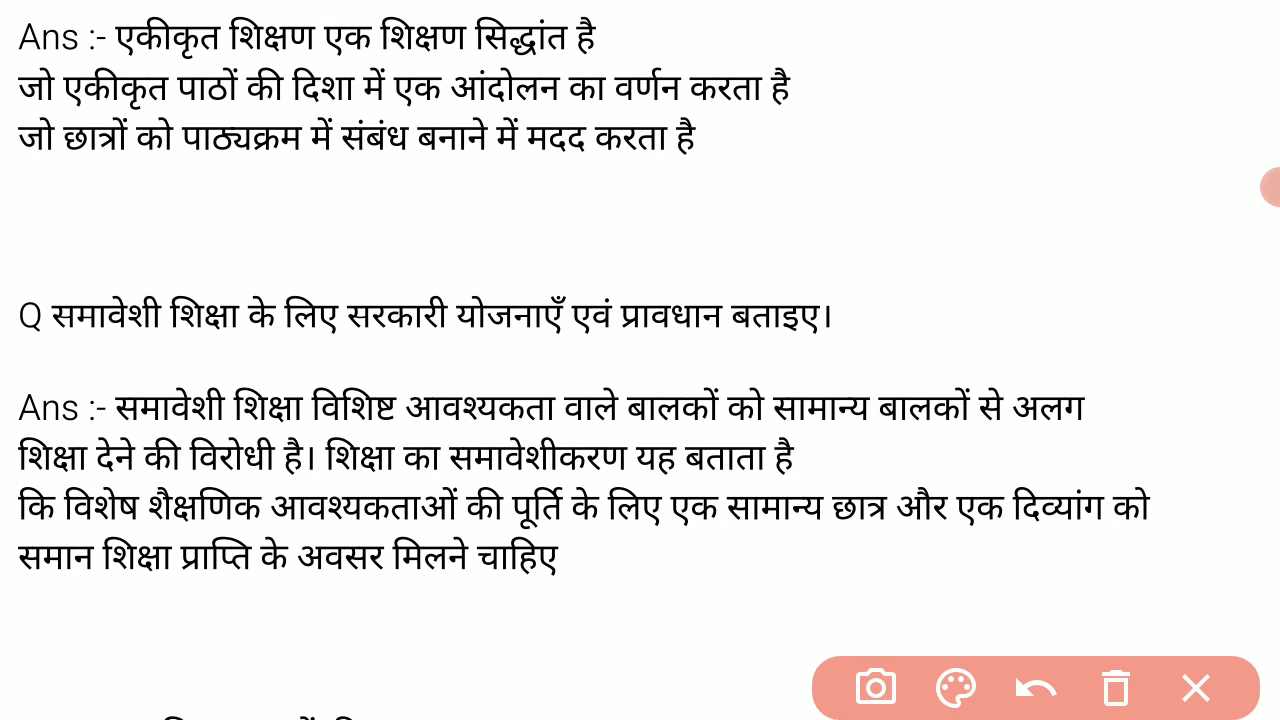 Ans :- एकीकृत शिक्षण एक शिक्षण सिद्धांत है
जो एकीकृत पाठों की दिशा में एक आंदोलन का वर्णन करता है
जो छात्रों को पाठ्यक्रम में संबंध बनाने में मदद करता है
Q समावेशी शिक्षा के लिए सरकारी योजनाएँ एवं प्रावधान बताइए।
Ans :- समावेशी शिक्षा विशिष्ट आवश्यकता वाले बालकों को सामान्य बालकों से अलग
शिक्षा देने की विरोधी है। शिक्षा का समावेशीकरण यह बताता है
कि विशेष शैक्षणिक आवश्यकताओं की पूर्ति के लिए एक सामान्य छात्र और एक दिव्यांग को
समान शिक्षा प्राप्ति के अवसर मिलने चाहिए